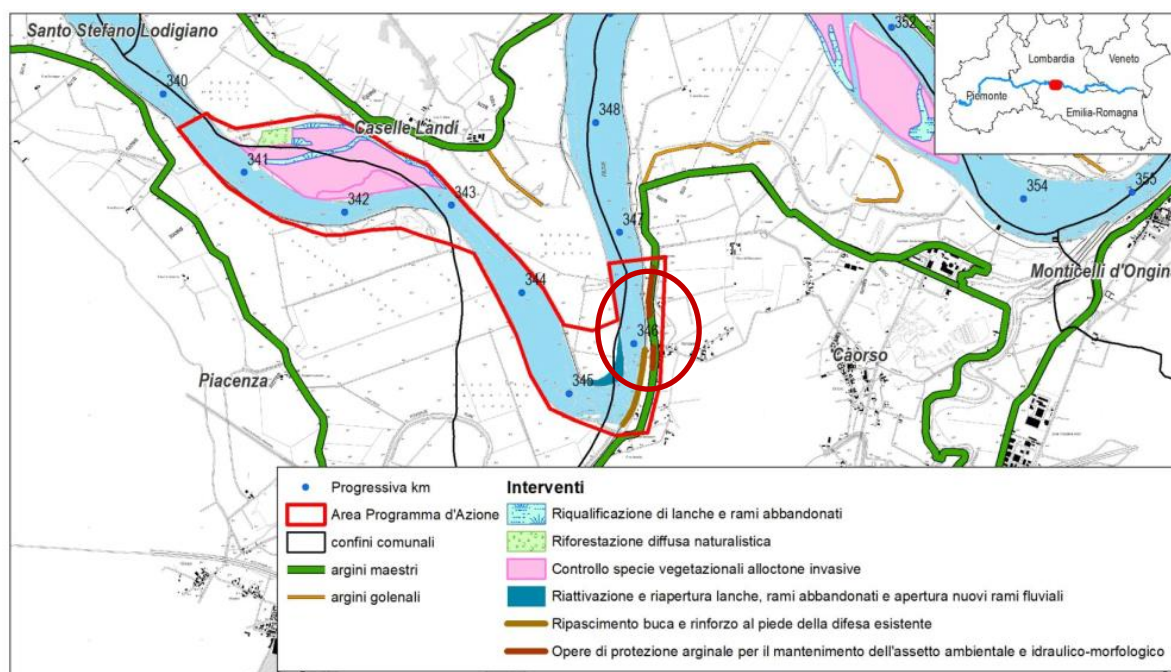 Santo Stefano Lodigiano
352
Lombardia
Veneto
Piemonte
Emilia-Romagna
340
348
Caselle Landi
341
342
343
354
355
347
344
Monticelli d'Ongin
346
Caorso
Piacenza
345
Progressiva km
Area Programma d'Azione
confini comunali
argini maestri
argini golenali
Interventi
Riqualificazione di lanche e rami abbandonati
Riforestazione diffusa naturalistica
Controllo specie vegetazionali alloctone invasive
Riattivazione e riapertura lanche, rami abbandonati e apertura nuovi rami fluviali
Ripascimento buca e rinforzo al piede della difesa esistente
Opere di protezione arginale per il mantenimento dell'assetto ambientale e idraulico-morfologico